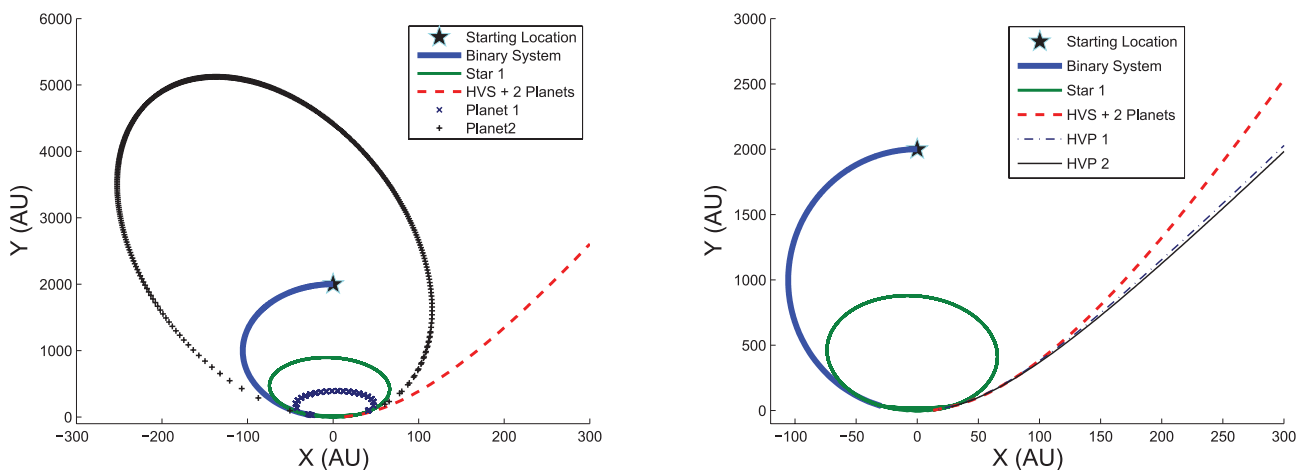 6000
5000
4000
3000
2000
1000
0
Y (AU)
−300
−200
−100
0
100
200
300
X (AU)
Starting Location
Binary System
Star 1
HVS + 2 Planets
Planet 1
Planet2
3000
2500
2000
1500
1000
500
0
Y (AU)
−100
−50
0
50
100
150
200
250
300
X (AU)
Starting Location
Binary System
Star 1
HVS + 2 Planets
HVP 1
HVP 2